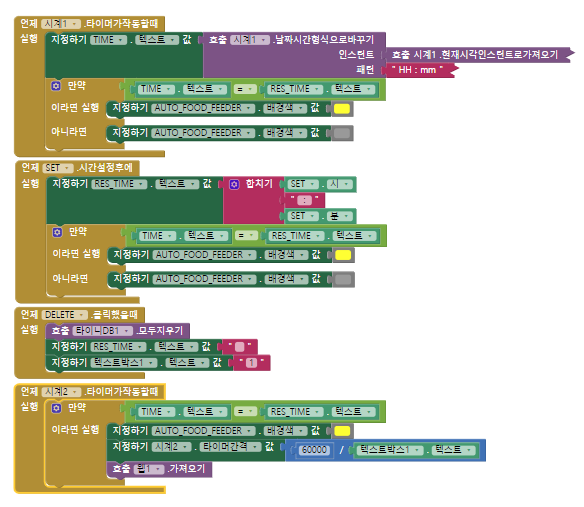 언제 시계1 .타이머가작동할때
실행 지정하기 TIME . 텍스트 값 호출 시계1 .날짜시간형식으로바꾸기
인스턴트 호출 시계1 .현재시각인스턴트로가져오기
패턴 " HH : mm "
만약 TIME . 텍스트 = RES_TIME . 텍스트
이라면 실행 지정하기 AUTO_FOOD_FEEDER . 배경색 값
아니라면 지정하기 AUTO_FOOD_FEEDER . 배경색 값
언제 SET .시간설정후에
실행 지정하기 RES_TIME . 텍스트 값 합치기 SET . 시
" : "
SET . 분
만약 TIME . 텍스트 = RES_TIME . 텍스트
이라면 실행 지정하기 AUTO_FOOD_FEEDER . 배경색 값
아니라면 지정하기 AUTO_FOOD_FEEDER . 배경색 값
언제 DELETE .클릭했을때
실행 호출 타이니DB1 .모두지우기
지정하기 RES_TIME . 텍스트 값 " "
지정하기 텍스트박스1 . 텍스트 값 " 1 "
언제 시계2 .타이머가작동할때
실행 만약 TIME . 텍스트 = RES_TIME . 텍스트
이라면 실행 지정하기 AUTO_FOOD_FEEDER . 배경색 값
지정하기 시계2 . 타이머간격 값 60000 / 텍스트박스1 . 텍스트
호출 웹1 .가져오기